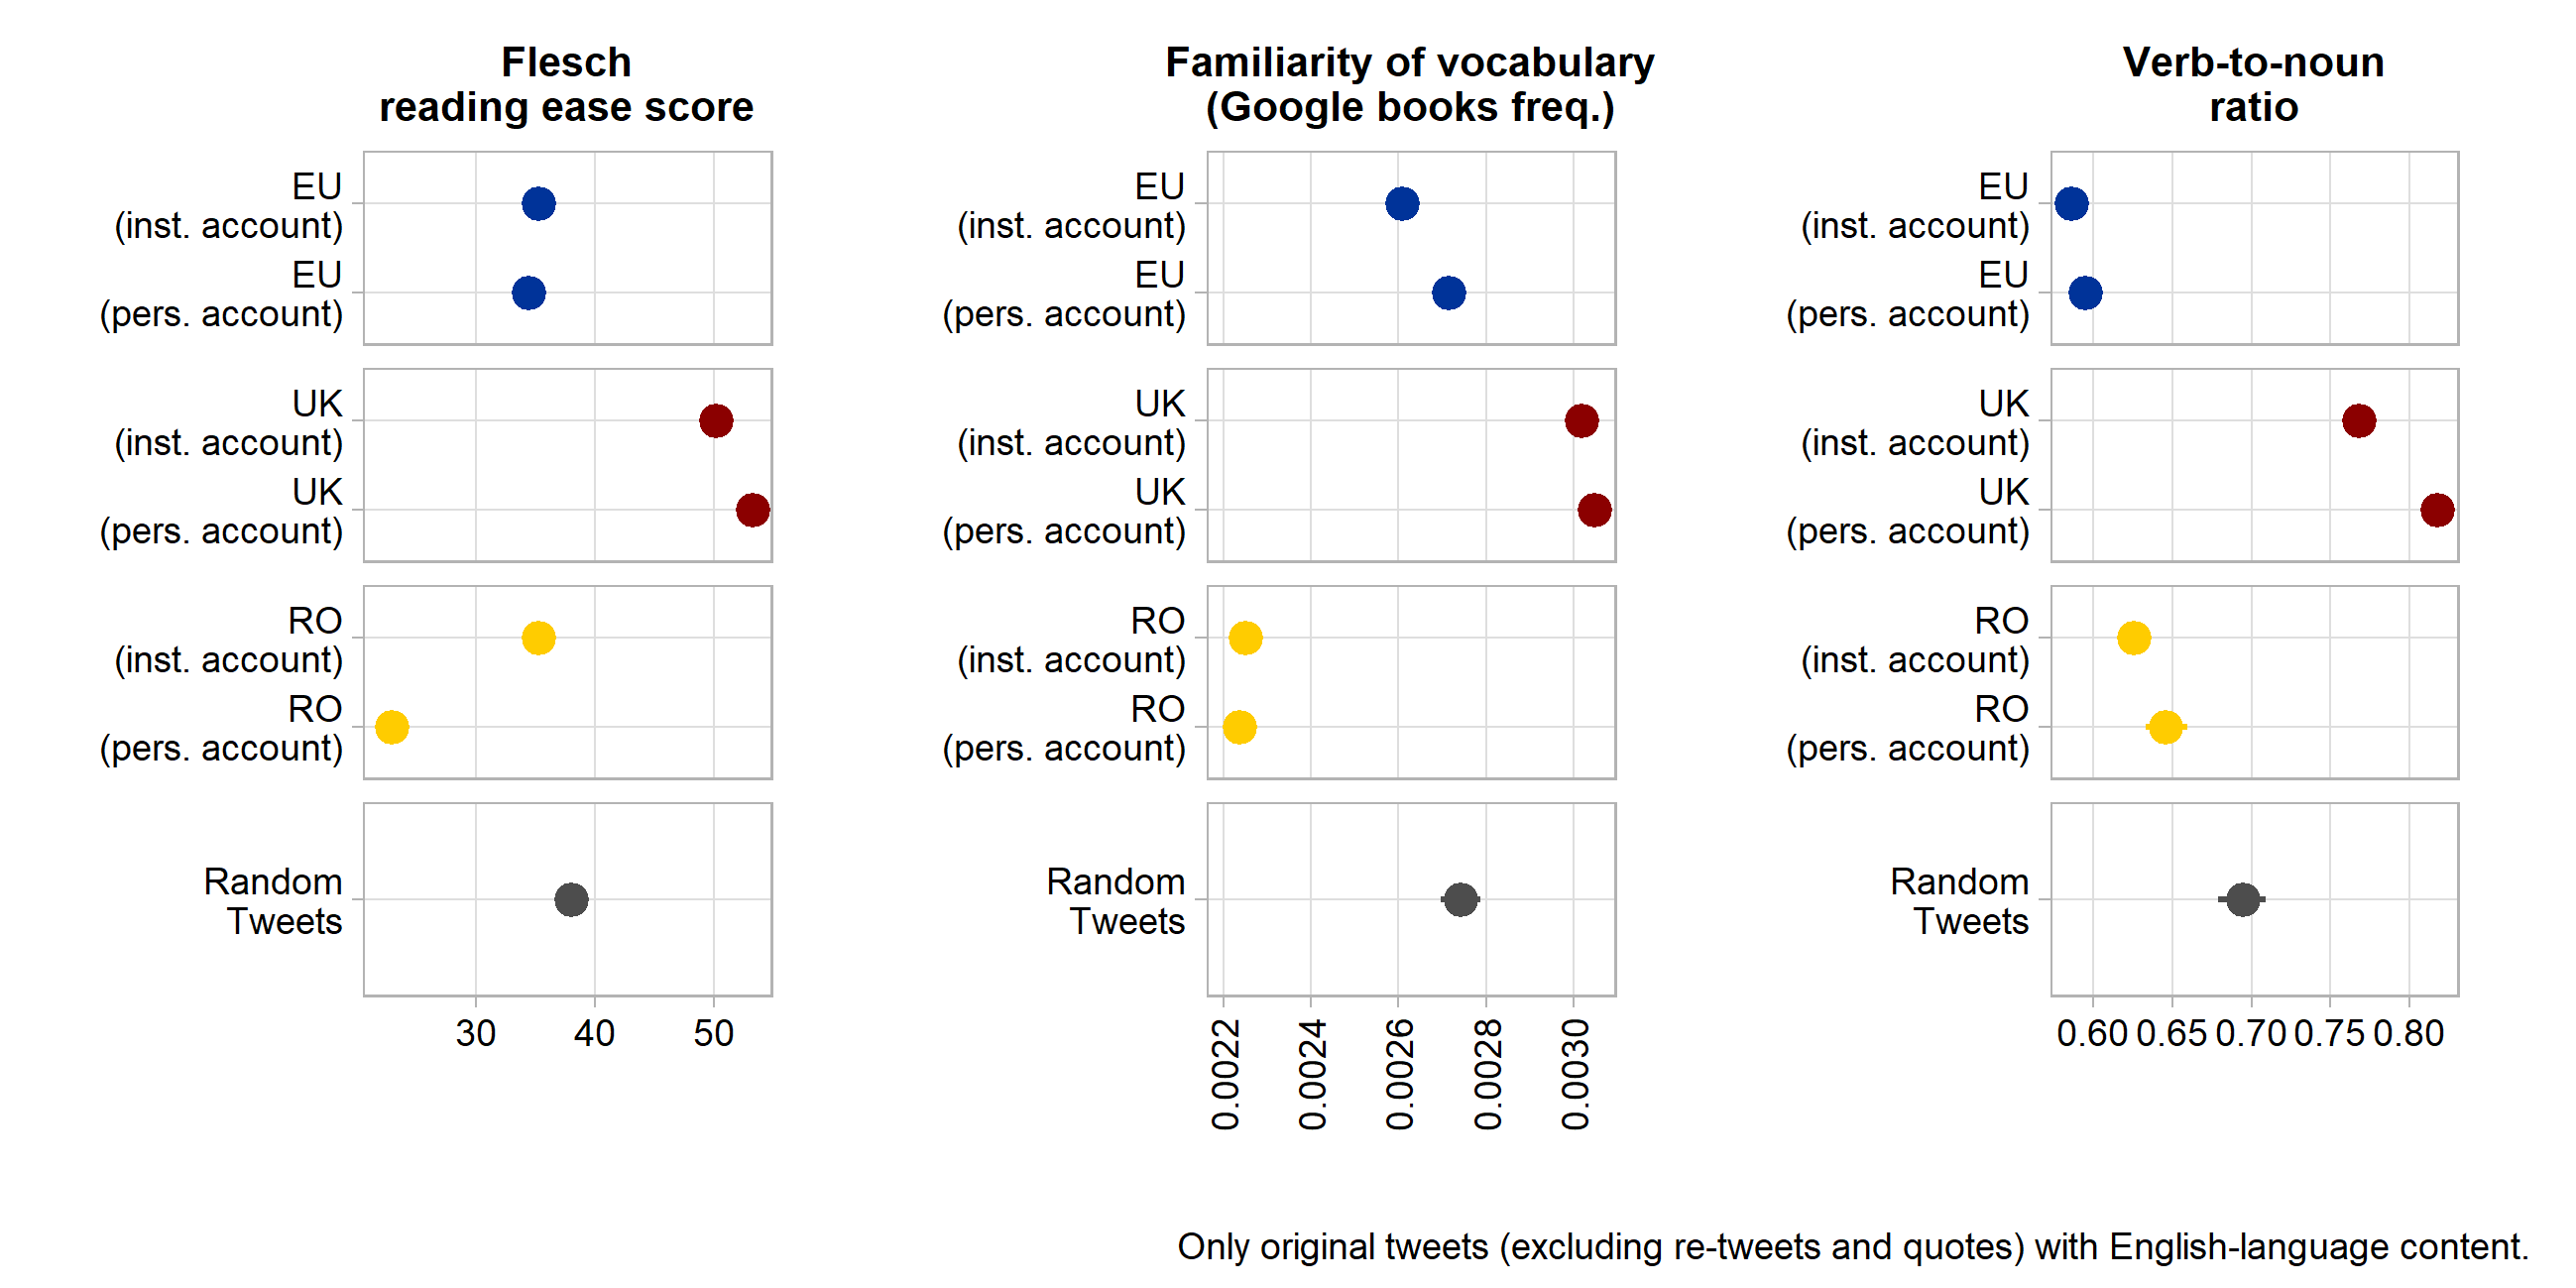 Flesch
reading ease score
EU
(inst. account)
EU
(pers. account)
UK
(inst. account)
UK
(pers. account)
RO
(inst. account)
RO
(pers. account)
Random
Tweets
30 40 50
Familiarity of vocabulary
(Google books freq.)
EU
(inst. account)
EU
(pers. account)
UK
(inst. account)
UK
(pers. account)
RO
(inst. account)
RO
(pers. account)
Random
Tweets
0.0022
0.0024
0.0026
0.0028
0.0030
Verb-to-noun
ratio
EU
(inst. account)
EU
(pers. account)
UK
(inst. account)
UK
(pers. account)
RO
(inst. account)
RO
(pers. account)
Random
Tweets
0.60 0.65 0.70 0.75 0.80
Only original tweets (excluding re-tweets and quotes) with English-language content.